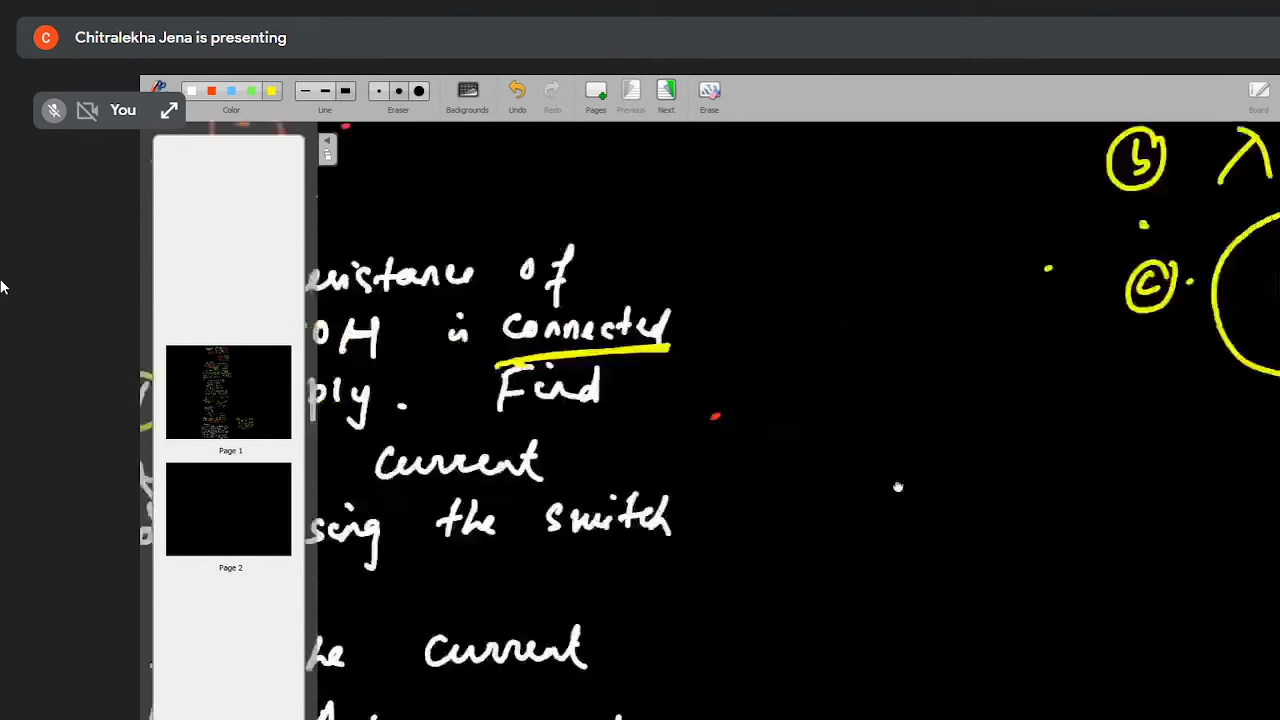 Chitralekha Jena is presenting
You
Color
Line
Eraser
Backgrounds
Undo
Redo
Pages
Previous
Next
Erase
Board
b λ
c
esistance of
0H is connected
ply. Find
current
sing the switch
he current
Page 1
Page 2